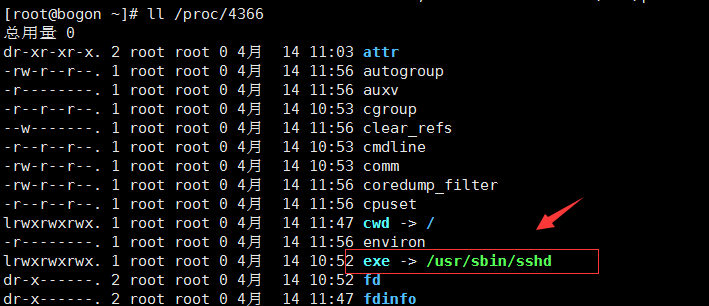 [root@bogon ~]# ll /proc/4366
总用量 0
dr-xr-xr-x. 2 root root 0 4月  14 11:03 attr
-rw-r--r--. 1 root root 0 4月  14 11:56 autogroup
-r--------. 1 root root 0 4月  14 11:56 auxv
-r--r--r--. 1 root root 0 4月  14 10:53 cgroup
--w-------. 1 root root 0 4月  14 11:56 clear_refs
-r--r--r--. 1 root root 0 4月  14 10:53 cmdline
-rw-r--r--. 1 root root 0 4月  14 10:53 comm
-rw-r--r--. 1 root root 0 4月  14 11:56 coredump_filter
-r--r--r--. 1 root root 0 4月  14 11:56 cpuset
lrwxrwxrwx. 1 root root 0 4月  14 11:47 cwd -> /
-r--------. 1 root root 0 4月  14 11:56 environ
lrwxrwxrwx. 1 root root 0 4月  14 10:52 exe -> /usr/sbin/sshd
dr-x------. 2 root root 0 4月  14 10:52 fd
dr-x------. 2 root root 0 4月  14 11:47 fdinfo